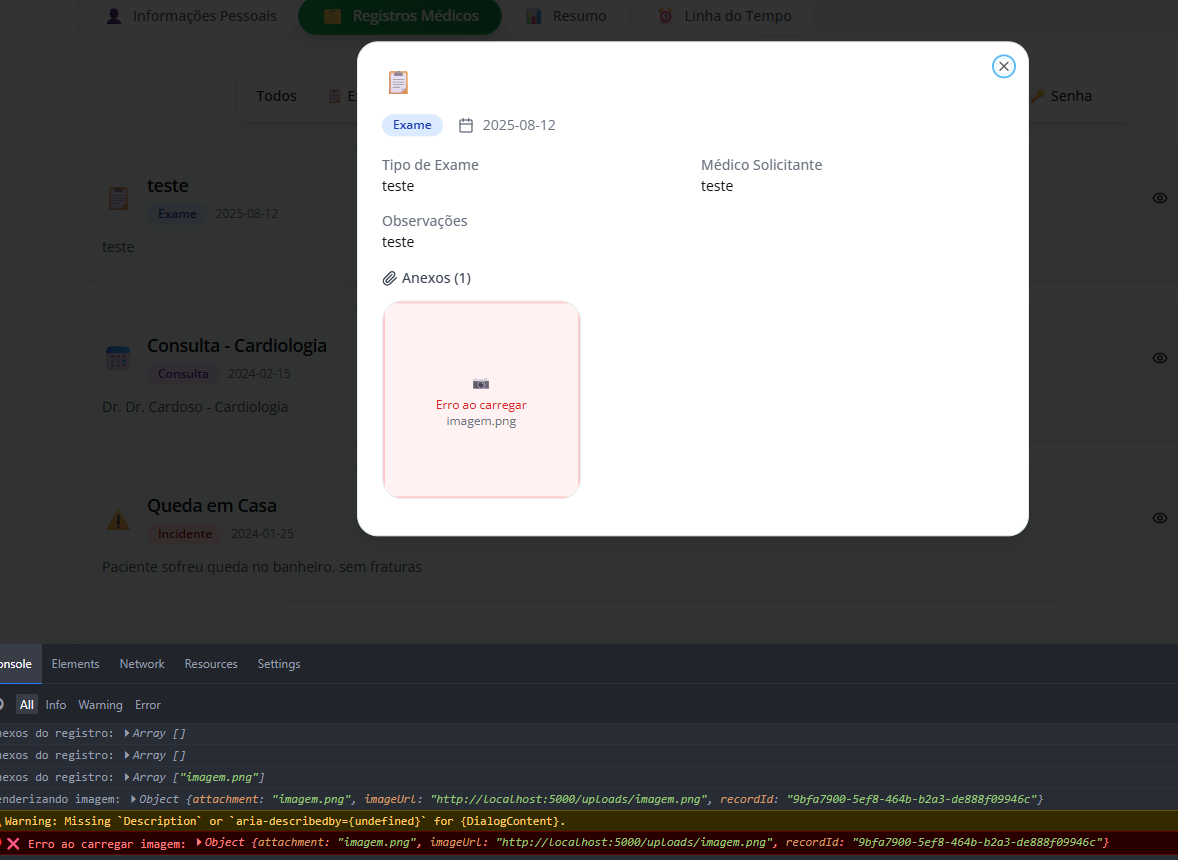 Informações Pessoais
Registros Médicos
Resumo
Linha do Tempo
Todos
Senha
teste
Exame 2025-08-12
teste
Consulta - Cardiologia
Consulta 2024-02-15
Dr. Dr. Cardoso - Cardiologia
Queda em Casa
Incidente 2024-01-25
Paciente sofreu queda no banheiro, sem fraturas
Exame 2025-08-12
Tipo de Exame
teste
Médico Solicitante
teste
Observações
teste
Anexos (1)
Erro ao carregar
imagem.png
onsole Elements Network Resources Settings
All Info Warning Error
nexos do registro: Array []
nexos do registro: Array []
nexos do registro: Array ["imagem.png"]
enderizando imagem: Object {attachment: "imagem.png", imageUrl: "http://localhost:5000/uploads/imagem.png", recordId: "9bfa7900-5ef8-464b-b2a3-de888f09946c"}
Warning: Missing `Description` or `aria-describedby={undefined}` for {DialogContent}.
Erro ao carregar imagem: Object {attachment: "imagem.png", imageUrl: "http://localhost:5000/uploads/imagem.png", recordId: "9bfa7900-5ef8-464b-b2a3-de888f09946c"}